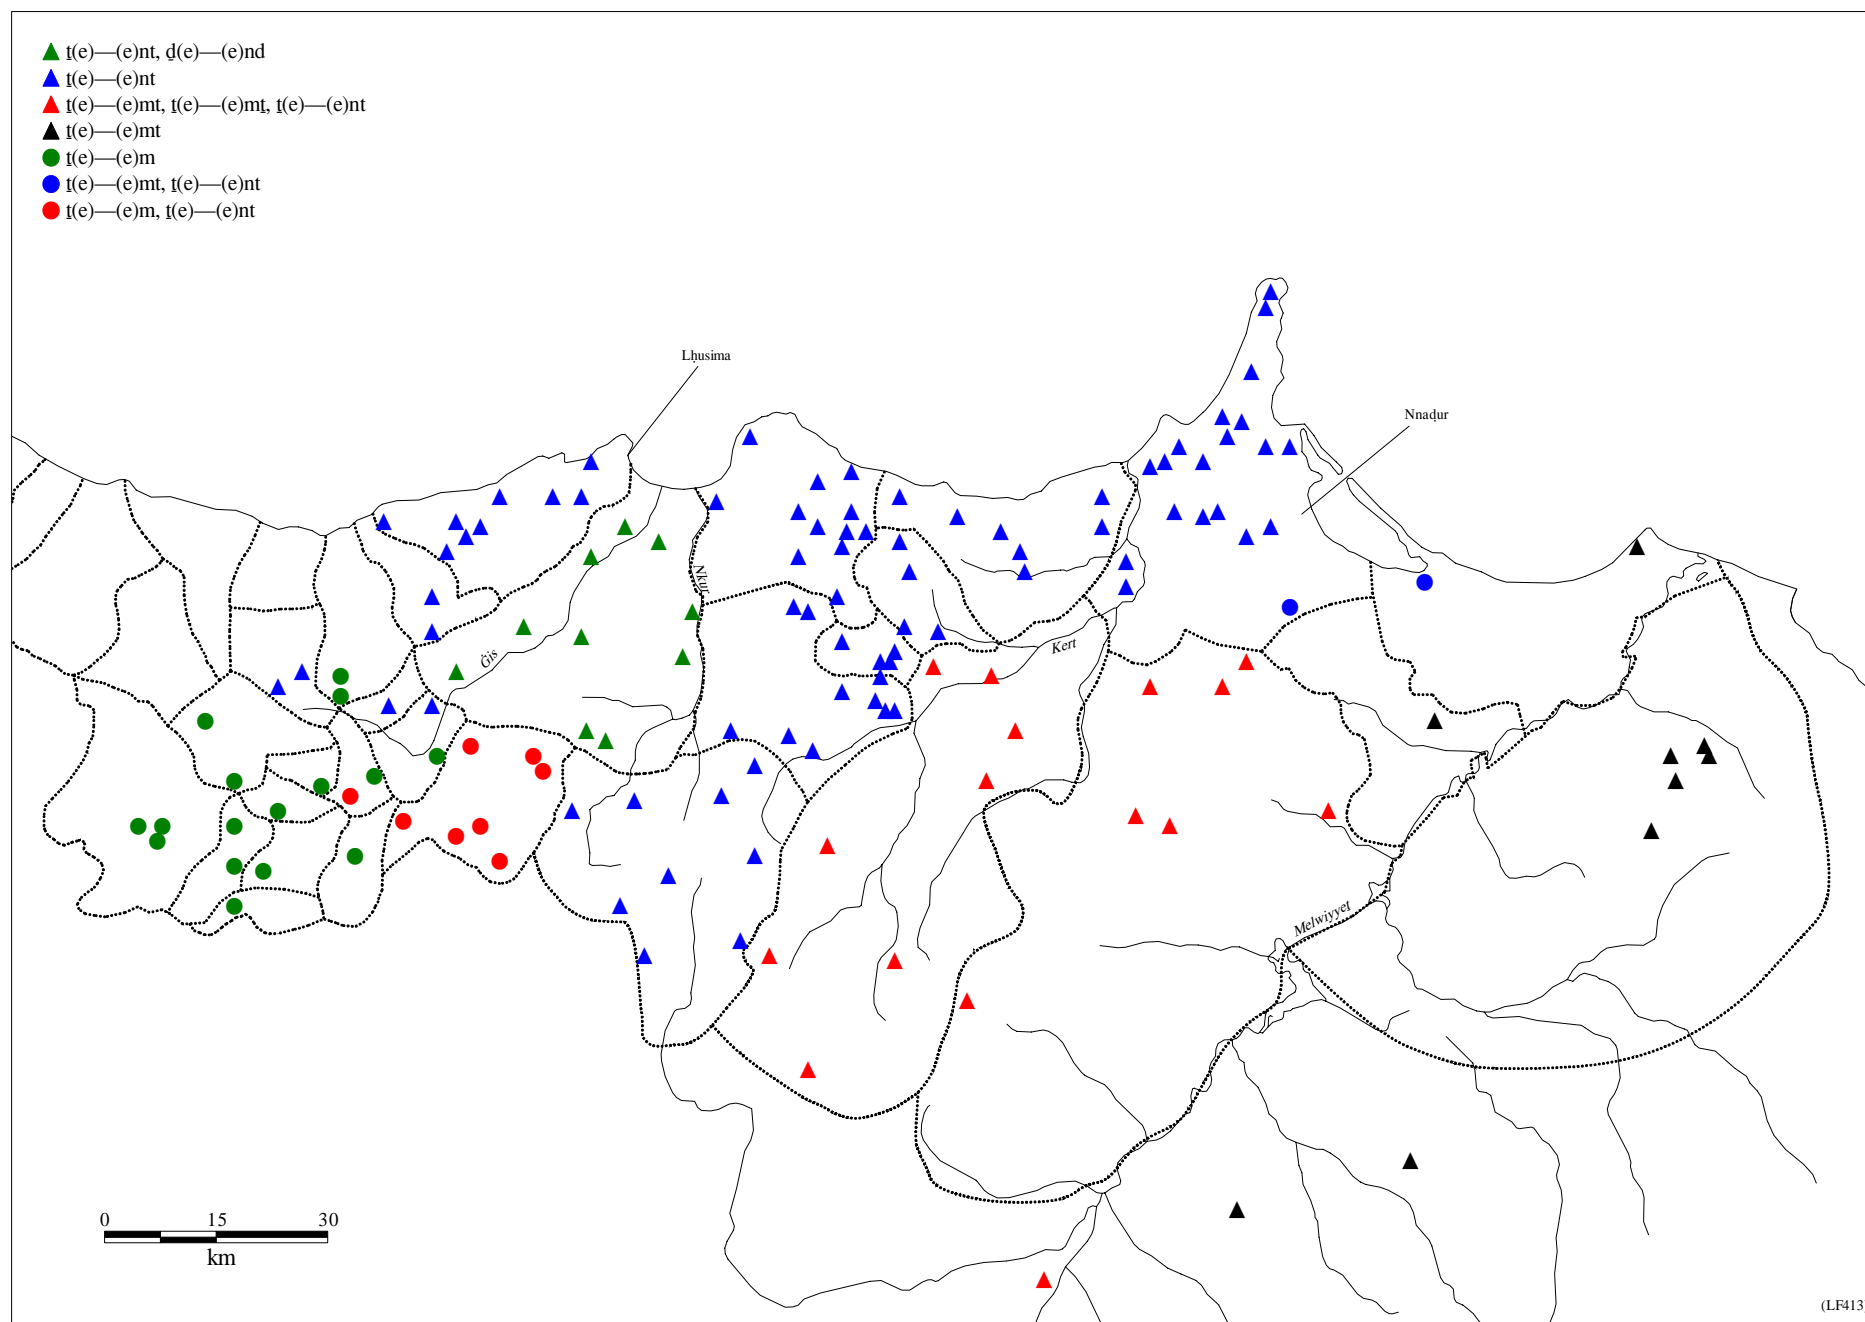 ṯ(e)—(e)nt, ḏ(e)—(e)nd
ṯ(e)—(e)nt
ṯ(e)—(e)mt, ṯ(e)—(e)mṯ, ṯ(e)—(e)nt
ṯ(e)—(e)mt
ṯ(e)—(e)m
ṯ(e)—(e)mt, ṯ(e)—(e)nt
ṯ(e)—(e)m, ṯ(e)—(e)nt
Lḥusima
Nnaḍur
Nkur
Ġis
Kert
Melwiyyet
0 15 30
km
(LF413)